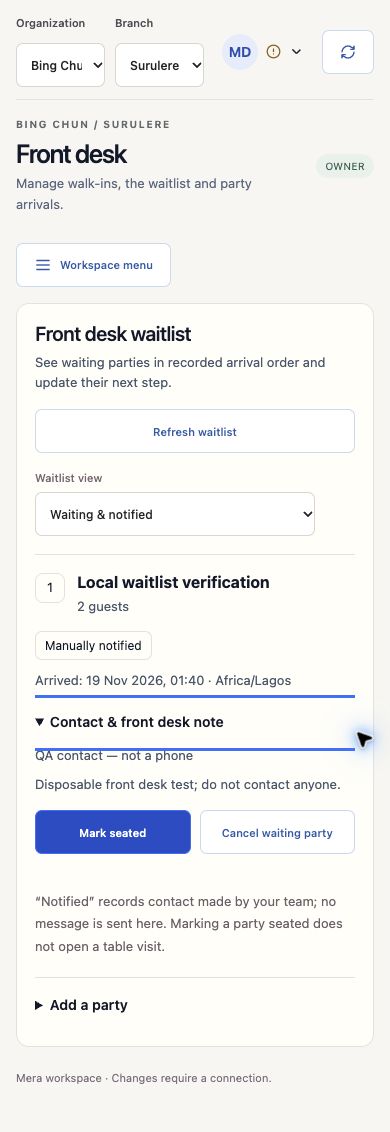 Organization Branch
Bing Chu Surulere MD
BING CHUN / SURULERE
Front desk
OWNER
Manage walk-ins, the waitlist and party
arrivals.
Workspace menu
Front desk waitlist
See waiting parties in recorded arrival order and
update their next step.
Refresh waitlist
Waitlist view
Waiting & notified
1 Local waitlist verification
2 guests
Manually notified
Arrived: 19 Nov 2026, 01:40 · Africa/Lagos
Contact & front desk note
QA contact — not a phone
Disposable front desk test; do not contact anyone.
Mark seated Cancel waiting party
“Notified” records contact made by your team; no
message is sent here. Marking a party seated does
not open a table visit.
Add a party
Mera workspace · Changes require a connection.